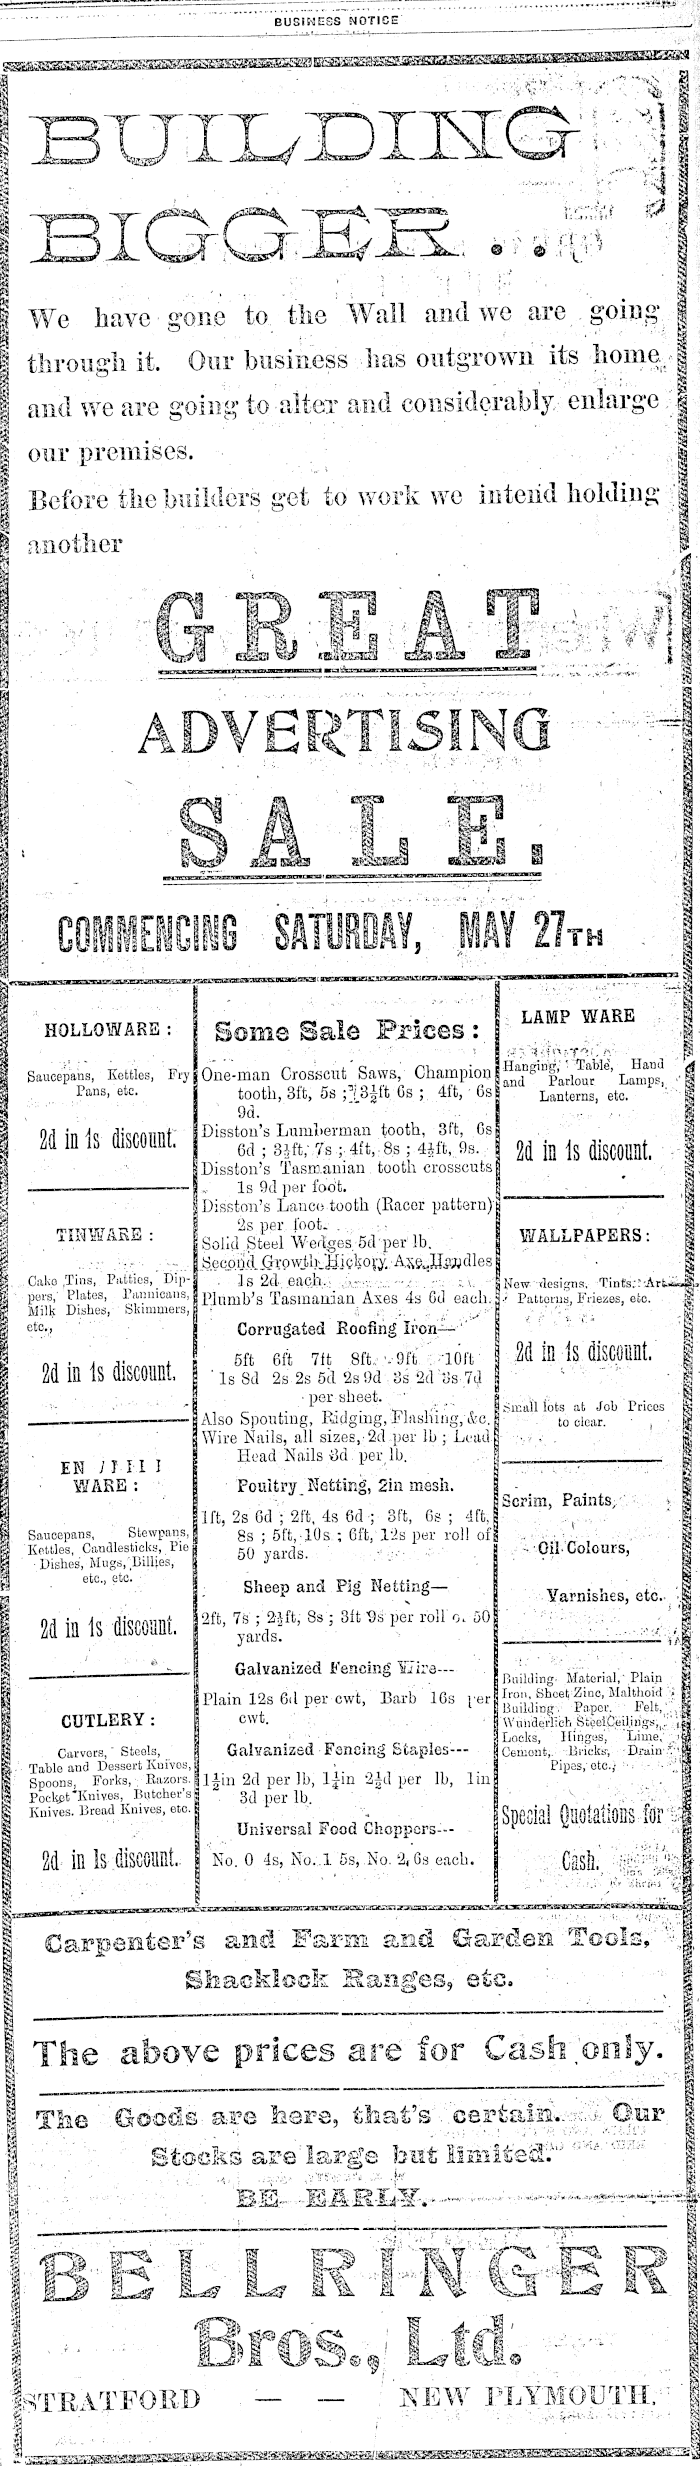 BUSINESS NOTICE
BUILDING
BIGGER . .
We have gone to the Wall and we are going
through it. Our business has outgrown its home
and we are going to alter and considerably enlarge
our premises.
Before the builders get to work we intend holding
another
GREAT
ADVERTISING
SALE.
COMMENCING SATURDAY, MAY 27TH
HOLLOWARE:
Saucepans, Kettles, Fry
Pans, etc.
2d in 1s discount.
TINWARE:
Cake Tins, Patties, Dip-
pers, Plates, Pannicans,
Milk Dishes, Skimmers,
etc.,
2d in 1s discount.
EN
WARE:
Saucepans, Stewpans,
Kettles, Candlesticks, Pie
Dishes, Mugs, Billies,
etc., etc.
2d in 1s discount.
CUTLERY:
Carvers, Steels,
Table and Dessert Knives,
Spoons, Forks, Razors.
Pocket Knives, Butcher's
Knives. Bread Knives, etc.
2d in 1s discount.
Some Sale Prices:
One-man Crosscut Saws, Champion
tooth, 3ft, 5s ; 3½ft 6s ; 4ft, 6s
9d.
Disston's Lumberman tooth, 3ft, 6s
6d ; 3½ft, 7s ; 4ft, 8s ; 4½ft, 9s.
Disston's Tasmanian tooth crosscuts
1s 9d per foot.
Disston's Lance tooth (Racer pattern)
2s per foot.
Solid Steel Wedges 5d per lb.
Second Growth Hickory Axe Handles
1s 2d each.
Plumb's Tasmanian Axes 4s 6d each.
Corrugated Roofing Iron—
5ft 6ft 7ft 8ft 9ft 10ft
1s 8d 2s 2s 5d 2s 9d 3s 2d 3s 7d
per sheet.
Also Spouting, Ridging, Flashing, &c.
Wire Nails, all sizes, 2d per lb ; Lead
Head Nails 3d per lb.
Poultry Netting, 2in mesh.
1ft, 2s 6d ; 2ft, 4s 6d ; 3ft, 6s ; 4ft,
8s ; 5ft, 10s ; 6ft, 12s per roll of
50 yards.
Sheep and Pig Netting—
2ft, 7s ; 2½ft, 8s ; 3ft 9s per roll of 50
yards.
Galvanized Fencing Wire---
Plain 12s 6d per cwt, Barb 16s per
cwt.
Galvanized Fencing Staples---
1½in 2d per lb, 1¼in 2½d per lb, 1in
3d per lb.
Universal Food Choppers---
No. 0 4s, No. 1 5s, No. 2, 6s each.
LAMP WARE
Hanging, Table, Hand
and Parlour Lamps,
Lanterns, etc.
2d in 1s discount.
WALLPAPERS:
New designs, Tints, Art
Patterns, Friezes, etc.
2d in 1s discount.
Small lots at Job Prices
to clear.
Scrim, Paints,
Oil Colours,
Varnishes, etc.
Building Material, Plain
Iron, Sheet Zinc, Malthoid
Building Paper, Felt,
Wunderlich Steel Ceilings,
Locks, Hinges, Lime,
Cement, Bricks, Drain
Pipes, etc.;
Special Quotations for
Cash.
Carpenter's and Farm and Garden Tools,
Shacklock Ranges, etc.
The above prices are for Cash only.
The Goods are here, that's certain. Our
Stocks are large but limited.
BE EARLY.
BELLRINGER
Bros., Ltd.
STRATFORD — — NEW PLYMOUTH.